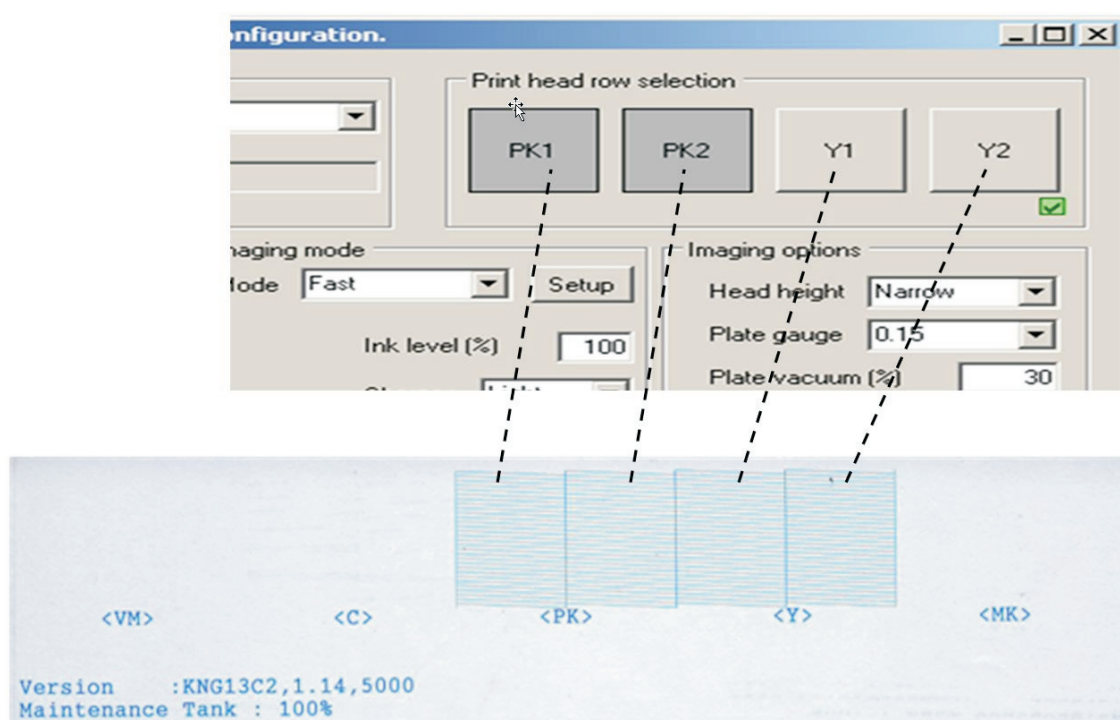 nfiguration.
Print head row selection
PK1 PK2 Y1 Y2
mode
Imaging options
Fast Setup
Head height Narrow
Ink level (%) 100
Plate gauge 0.15
Plate vacuum (%) 30
<VM> <C> <PK> <Y> <MK>
Version :KNG13C2,1.14,5000
Maintenance Tank : 100%